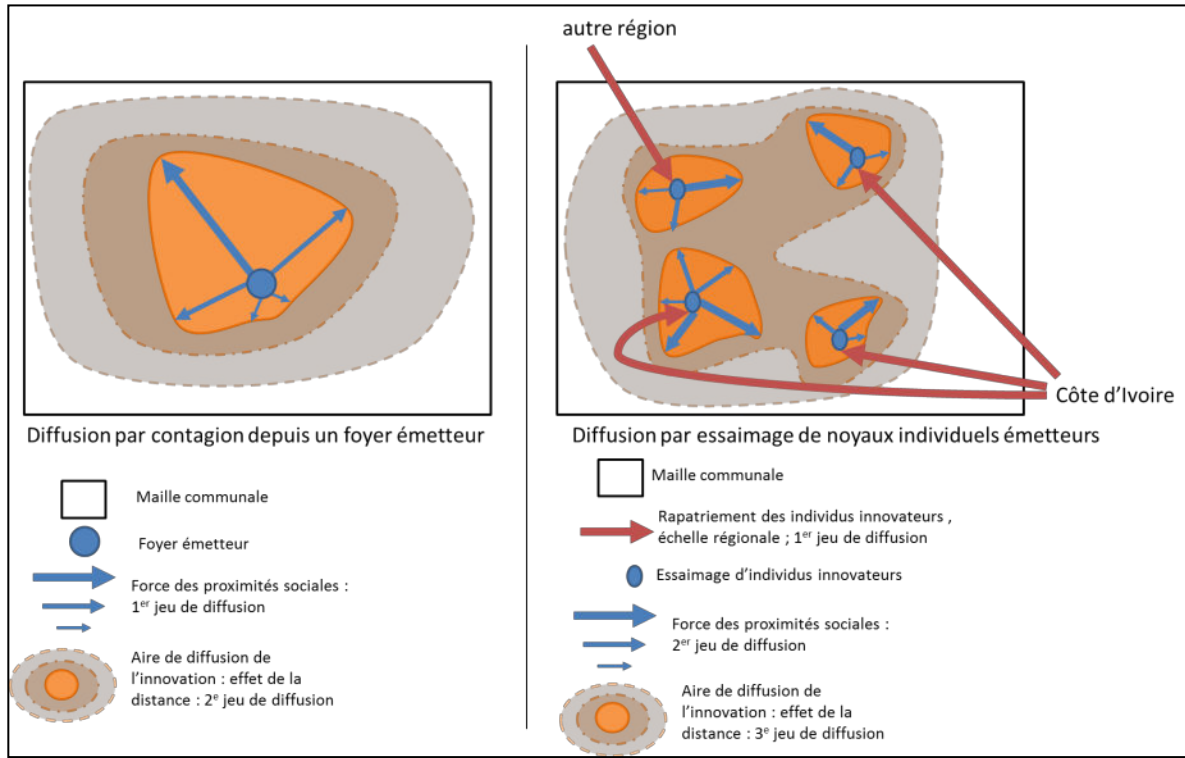 autre région
Côte d'Ivoire
Diffusion par contagion depuis un foyer émetteur
Maille communale
Foyer émetteur
Force des proximités sociales :
1er jeu de diffusion
Aire de diffusion de
l'innovation : effet de la
distance : 2e jeu de diffusion
Diffusion par essaimage de noyaux individuels émetteurs
Maille communale
Rapatriement des individus innovateurs ,
échelle régionale ; 1er jeu de diffusion
Essaimage d'individus innovateurs
Force des proximités sociales :
2er jeu de diffusion
Aire de diffusion de
l'innovation : effet de la
distance : 3e jeu de diffusion